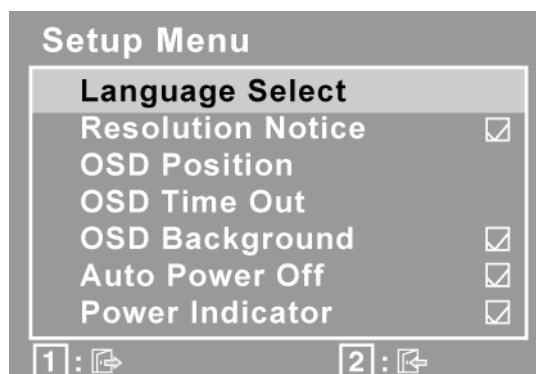 Setup Menu
Language Select
Resolution Notice
OSD Position
OSD Time Out
OSD Background
Auto Power Off
Power Indicator
1 : 2 :